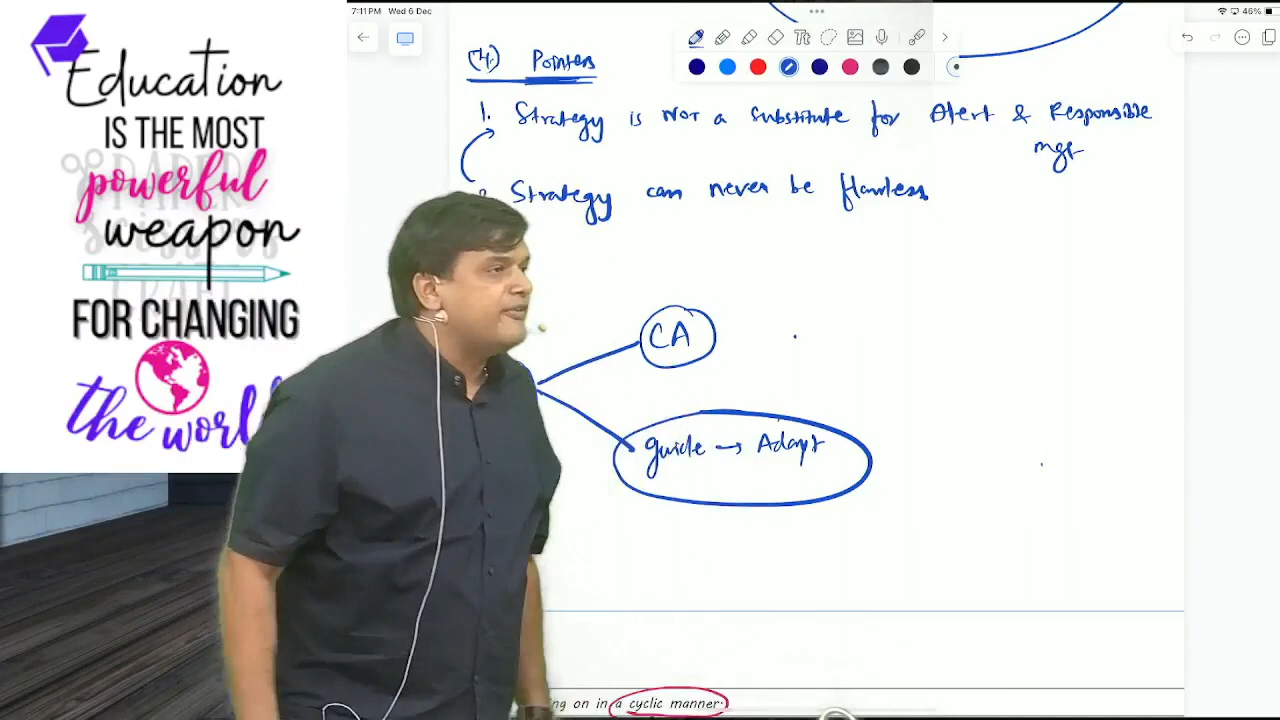 7:11 PM Wed 6 Dec
46%
Tt
Education
IS THE MOST
powerful
weapon
FOR CHANGING
the world
(4.) Pointers
1. Strategy is not a substitute for Alert & Responsible
mgt
Strategy can never be flawless
CA
guide → Adapt
ng on in a cyclic manner.